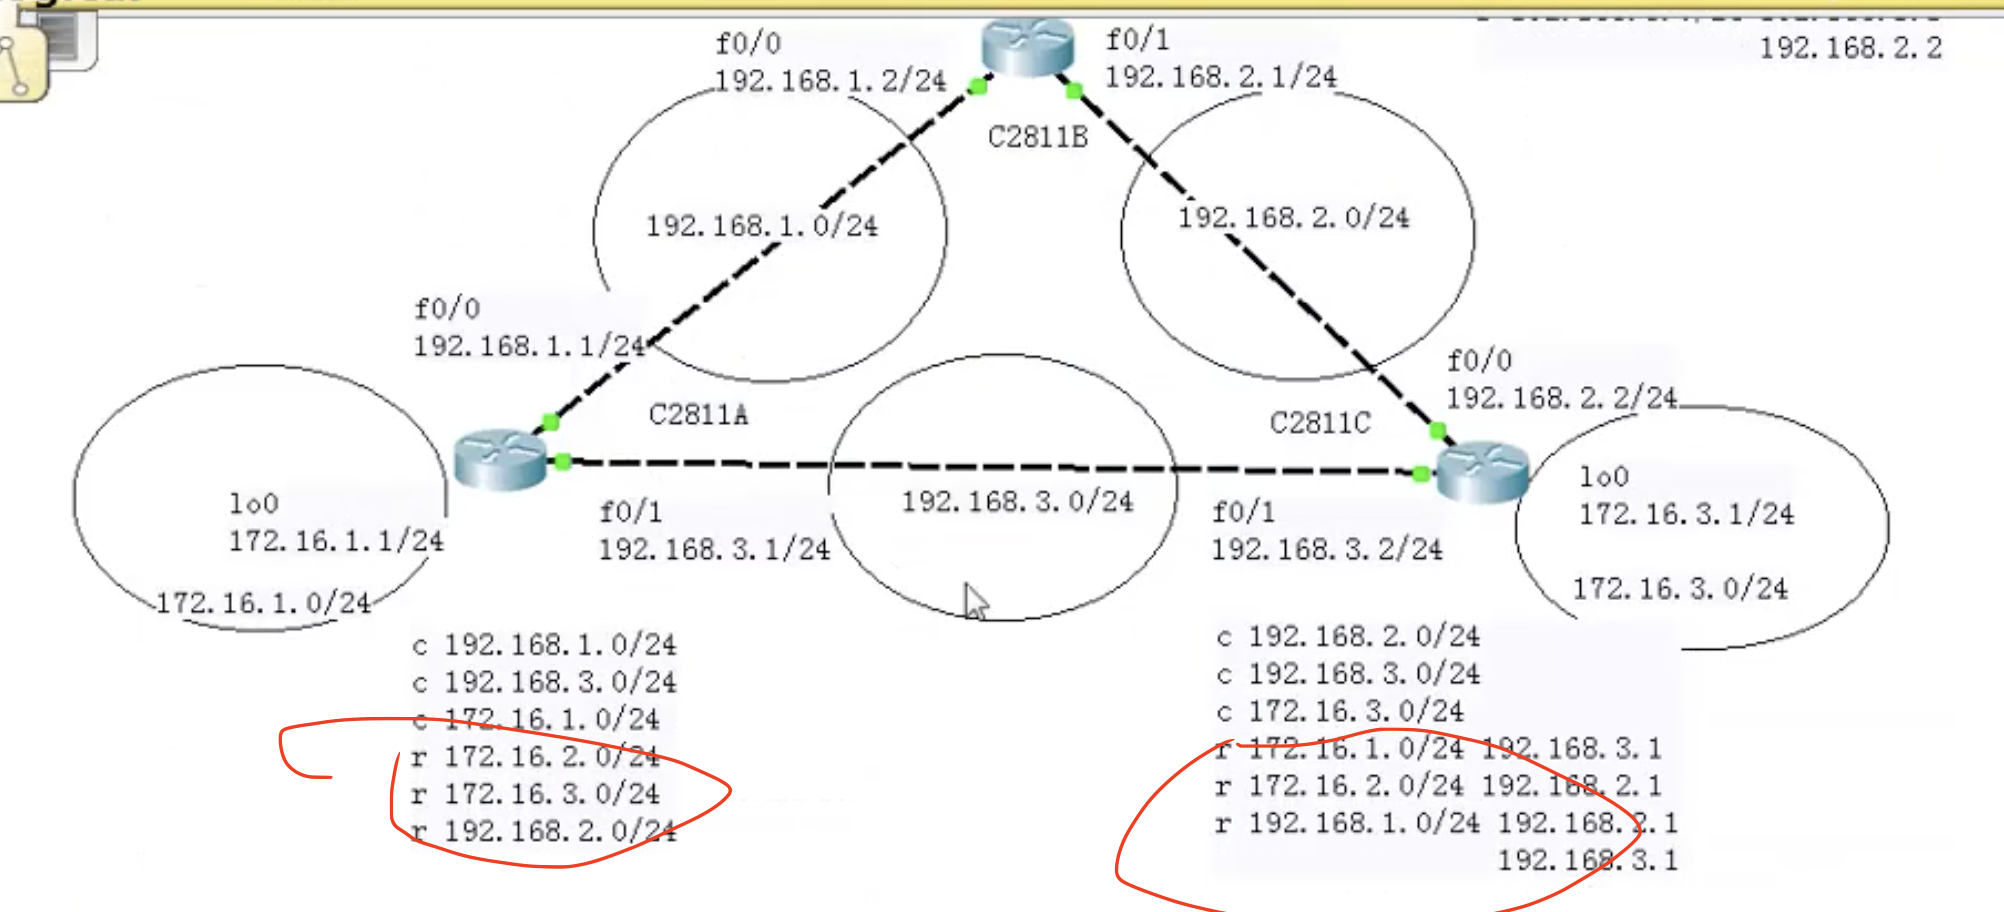 192.168.2.2
f0/0
192.168.1.2/24
f0/1
192.168.2.1/24
C2811B
192.168.1.0/24
192.168.2.0/24
f0/0
192.168.1.1/24
f0/0
192.168.2.2/24
C2811A
C2811C
lo0
172.16.1.1/24
172.16.1.0/24
f0/1
192.168.3.1/24
192.168.3.0/24
f0/1
192.168.3.2/24
lo0
172.16.3.1/24
172.16.3.0/24
c 192.168.1.0/24
c 192.168.3.0/24
c 172.16.1.0/24
r 172.16.2.0/24
r 172.16.3.0/24
r 192.168.2.0/24
c 192.168.2.0/24
c 192.168.3.0/24
c 172.16.3.0/24
r 172.16.1.0/24 192.168.3.1
r 172.16.2.0/24 192.168.2.1
r 192.168.1.0/24 192.168.2.1
192.168.3.1